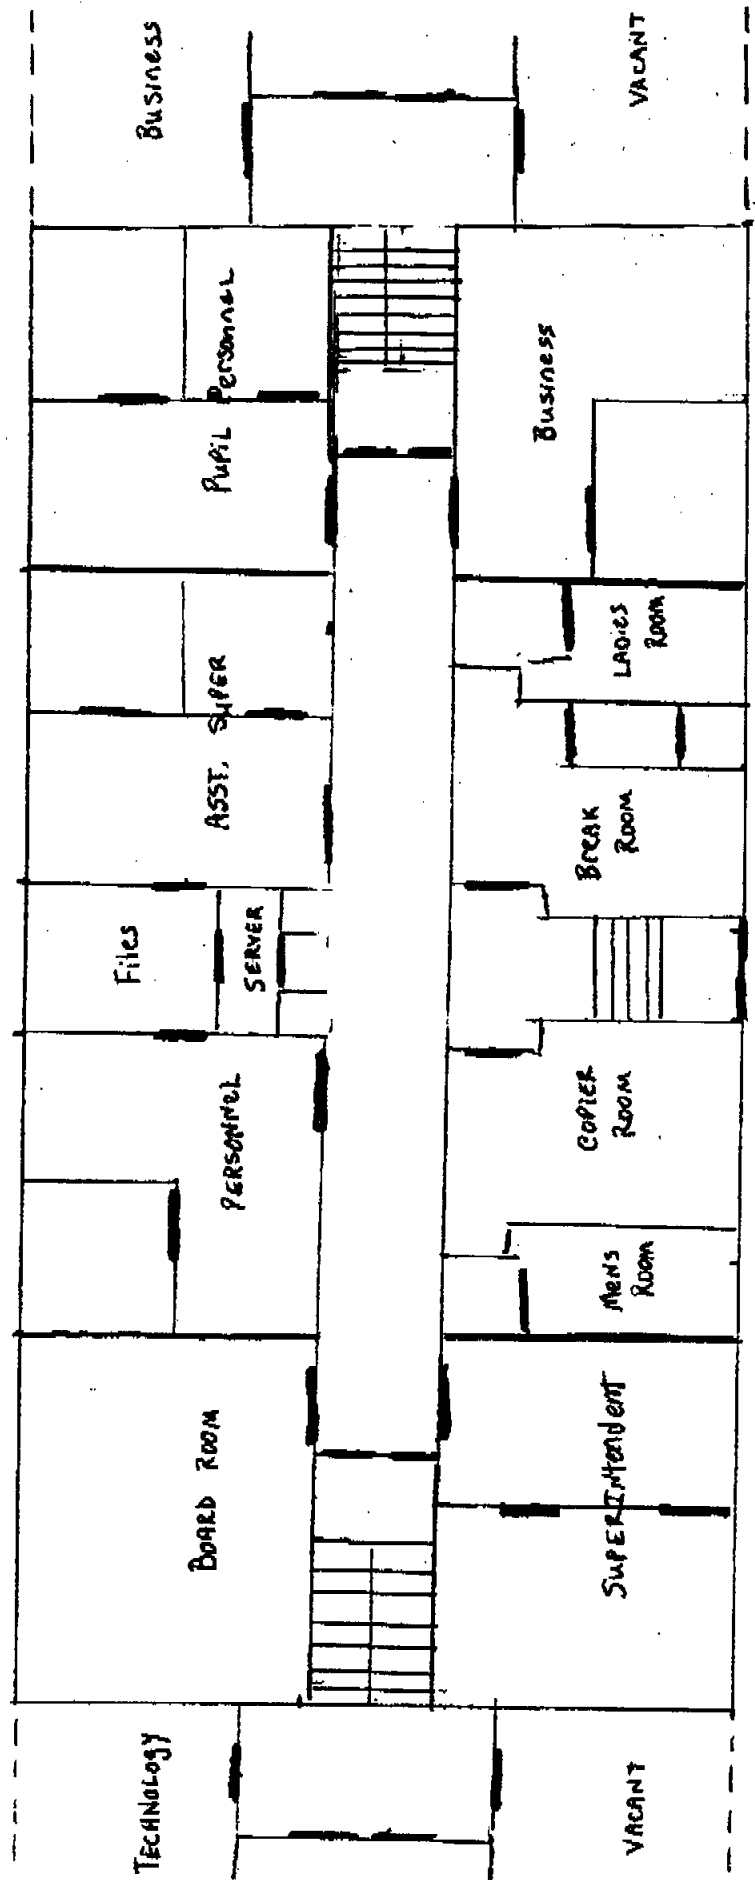 TECHNOLOGY
BOARD ROOM
PERSONNEL
Files
SERVER
ASST. SUPER
PUPIL Personnel
Business
VACANT
SUPERINtendent
MENS
ROOM
COPIER
ROOM
BREAK
ROOM
LADIES
ROOM
Business
VACANT